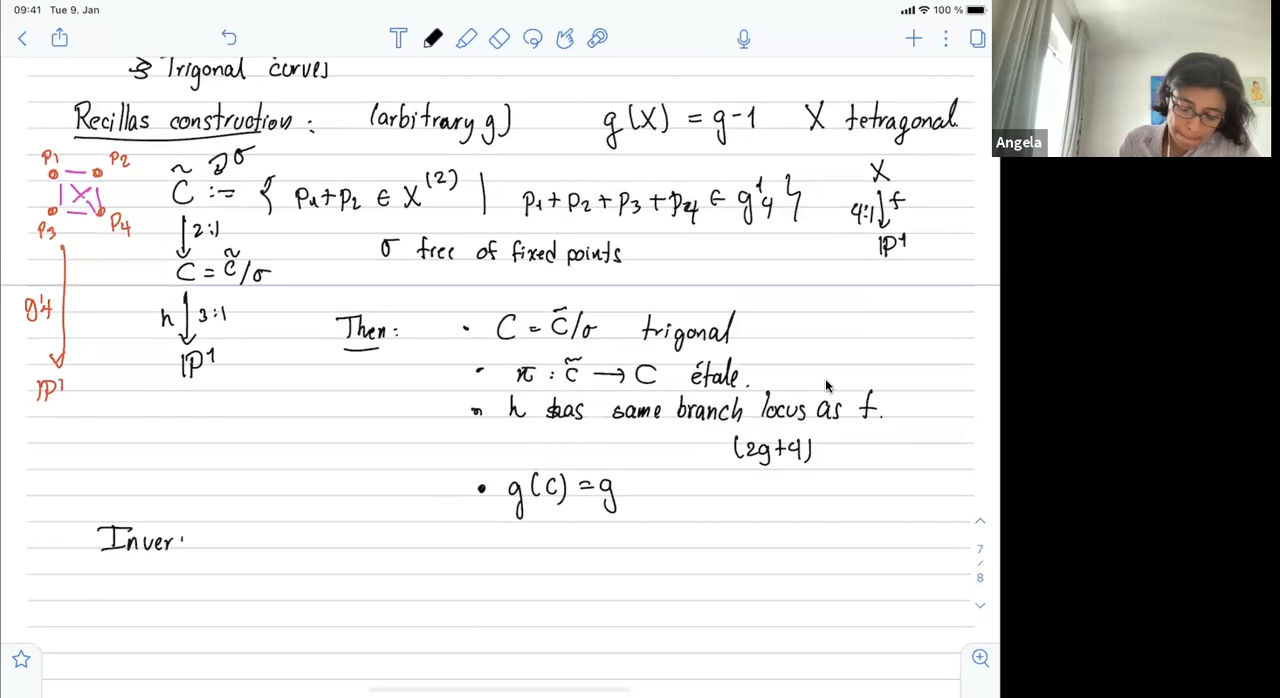 09:41 Tue 9. Jan 100 %
→ Trigonal curves
Recillas construction: (arbitrary g) g(X) = g-1 X tetragonal.
P1 P2
P3 P4
g¹4
ℙ¹
C̃ ↻σ := { p1+p2 ∈ X^(2) | p1+p2+p3+p4 ∈ g¹4 }
X
4:1 ↓ f
ℙ¹
↓ 2:1
σ free of fixed points
C = C̃/σ
h ↓ 3:1
ℙ¹
Then: · C = C̃/σ trigonal
· π : C̃ → C étale.
· h has same branch locus as f.
(2g+4)
• g(C) = g
Inver
7
/
8
Angela